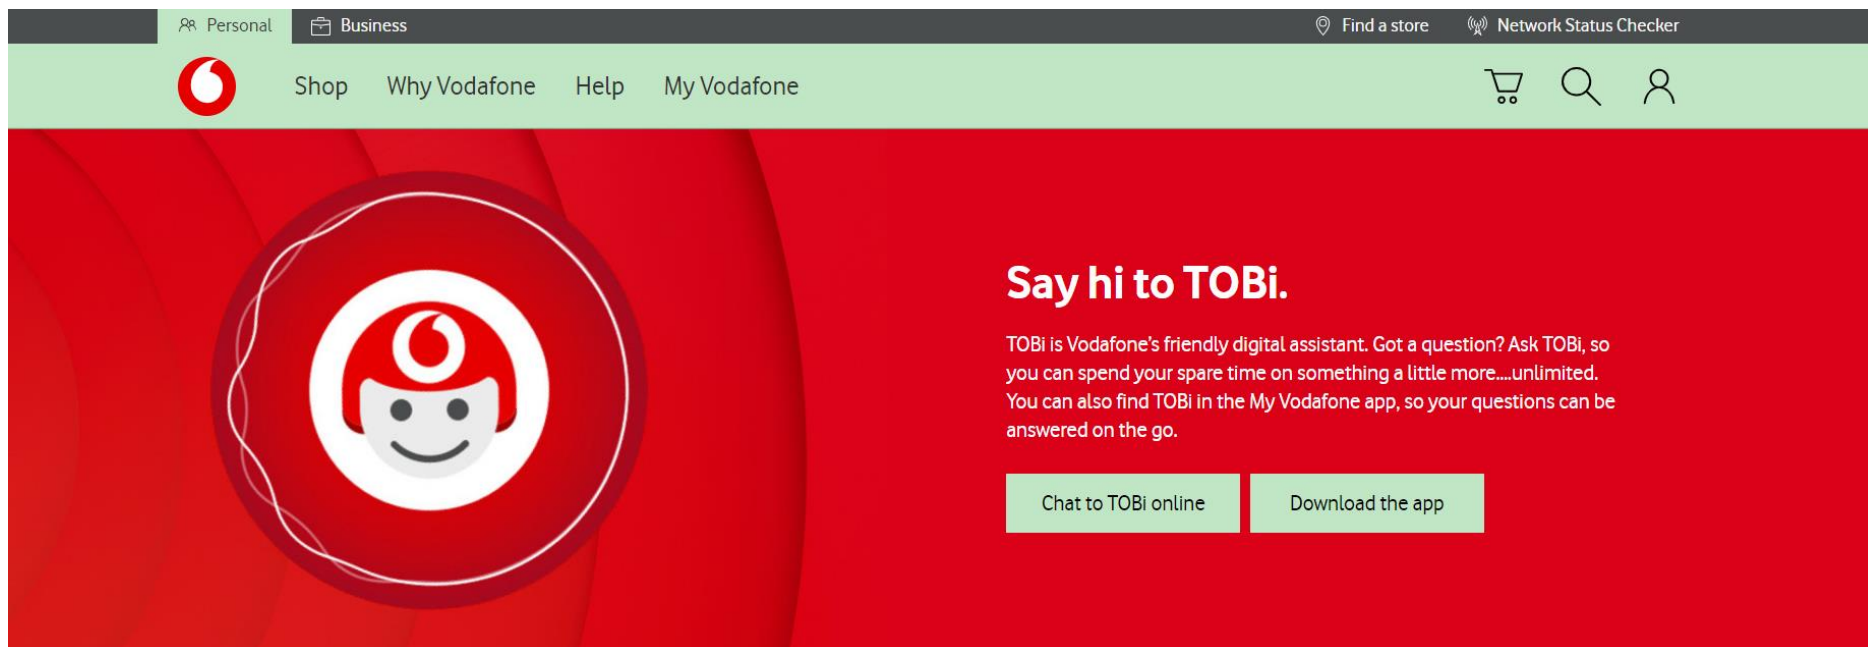 Personal
Business
Find a store
Network Status Checker
Shop
Why Vodafone
Help
My Vodafone
Say hi to TOBi.
TOBi is Vodafone's friendly digital assistant. Got a question? Ask TOBi, so
you can spend your spare time on something a little more....unlimited.
You can also find TOBi in the My Vodafone app, so your questions can be
answered on the go.
Chat to TOBi online
Download the app